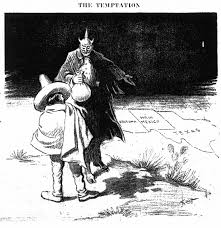 THE TEMPTATION
NEW
ARIZONA MEXICO
TEXAS